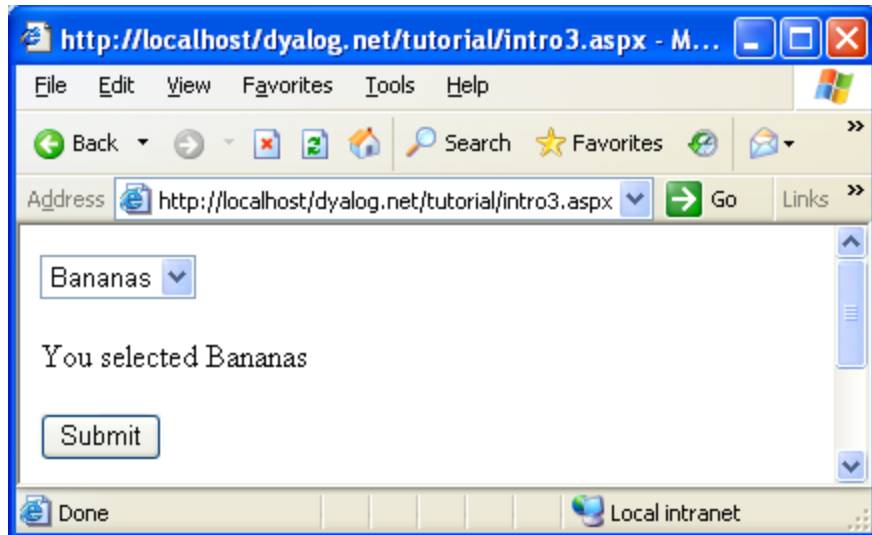 http://localhost/dyalog.net/tutorial/intro3.aspx - M...
File Edit View Favorites Tools Help
Back Search Favorites »
Address http://localhost/dyalog.net/tutorial/intro3.aspx Go Links »
Bananas
You selected Bananas
Submit
Done Local intranet